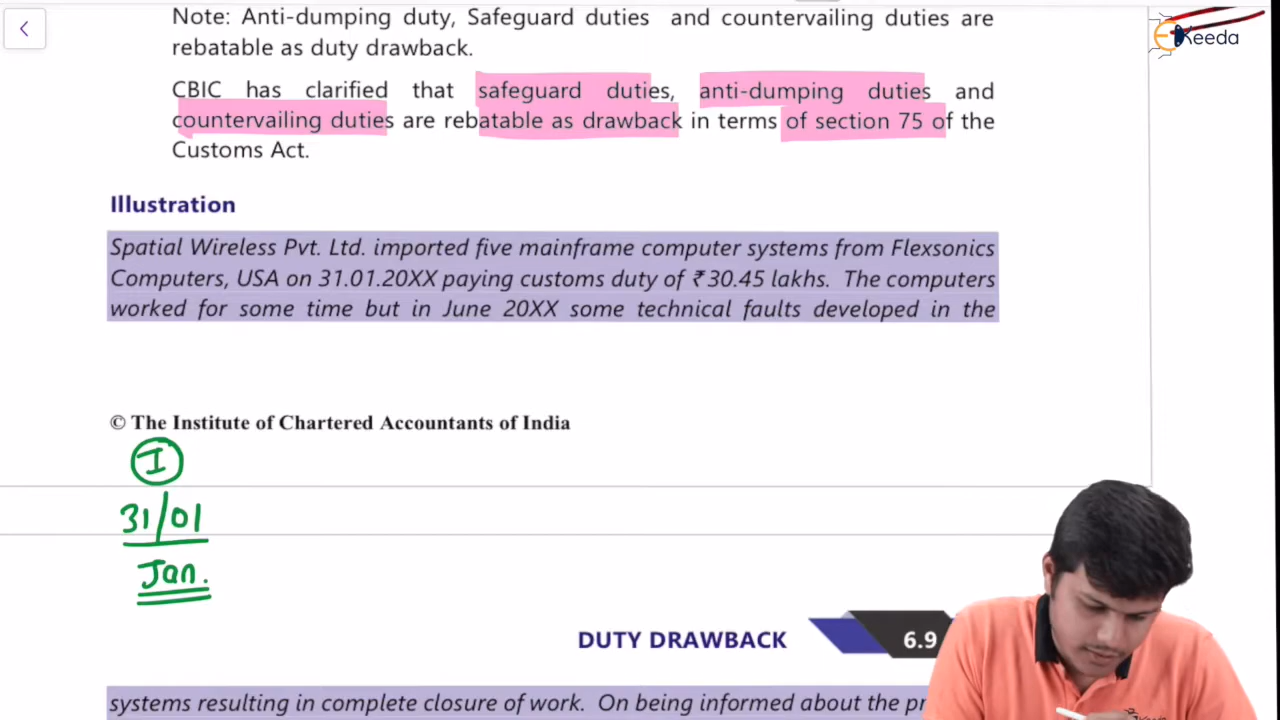 Note: Anti-dumping duty, Safeguard duties and countervailing duties are
rebatable as duty drawback.
CBIC has clarified that safeguard duties, anti-dumping duties and
countervailing duties are rebatable as drawback in terms of section 75 of the
Customs Act.
Illustration
Spatial Wireless Pvt. Ltd. imported five mainframe computer systems from Flexsonics
Computers, USA on 31.01.20XX paying customs duty of ₹30.45 lakhs. The computers
worked for some time but in June 20XX some technical faults developed in the
© The Institute of Chartered Accountants of India
I
31/01
Jan.
DUTY DRAWBACK 6.9
systems resulting in complete closure of work. On being informed about the
Keeda